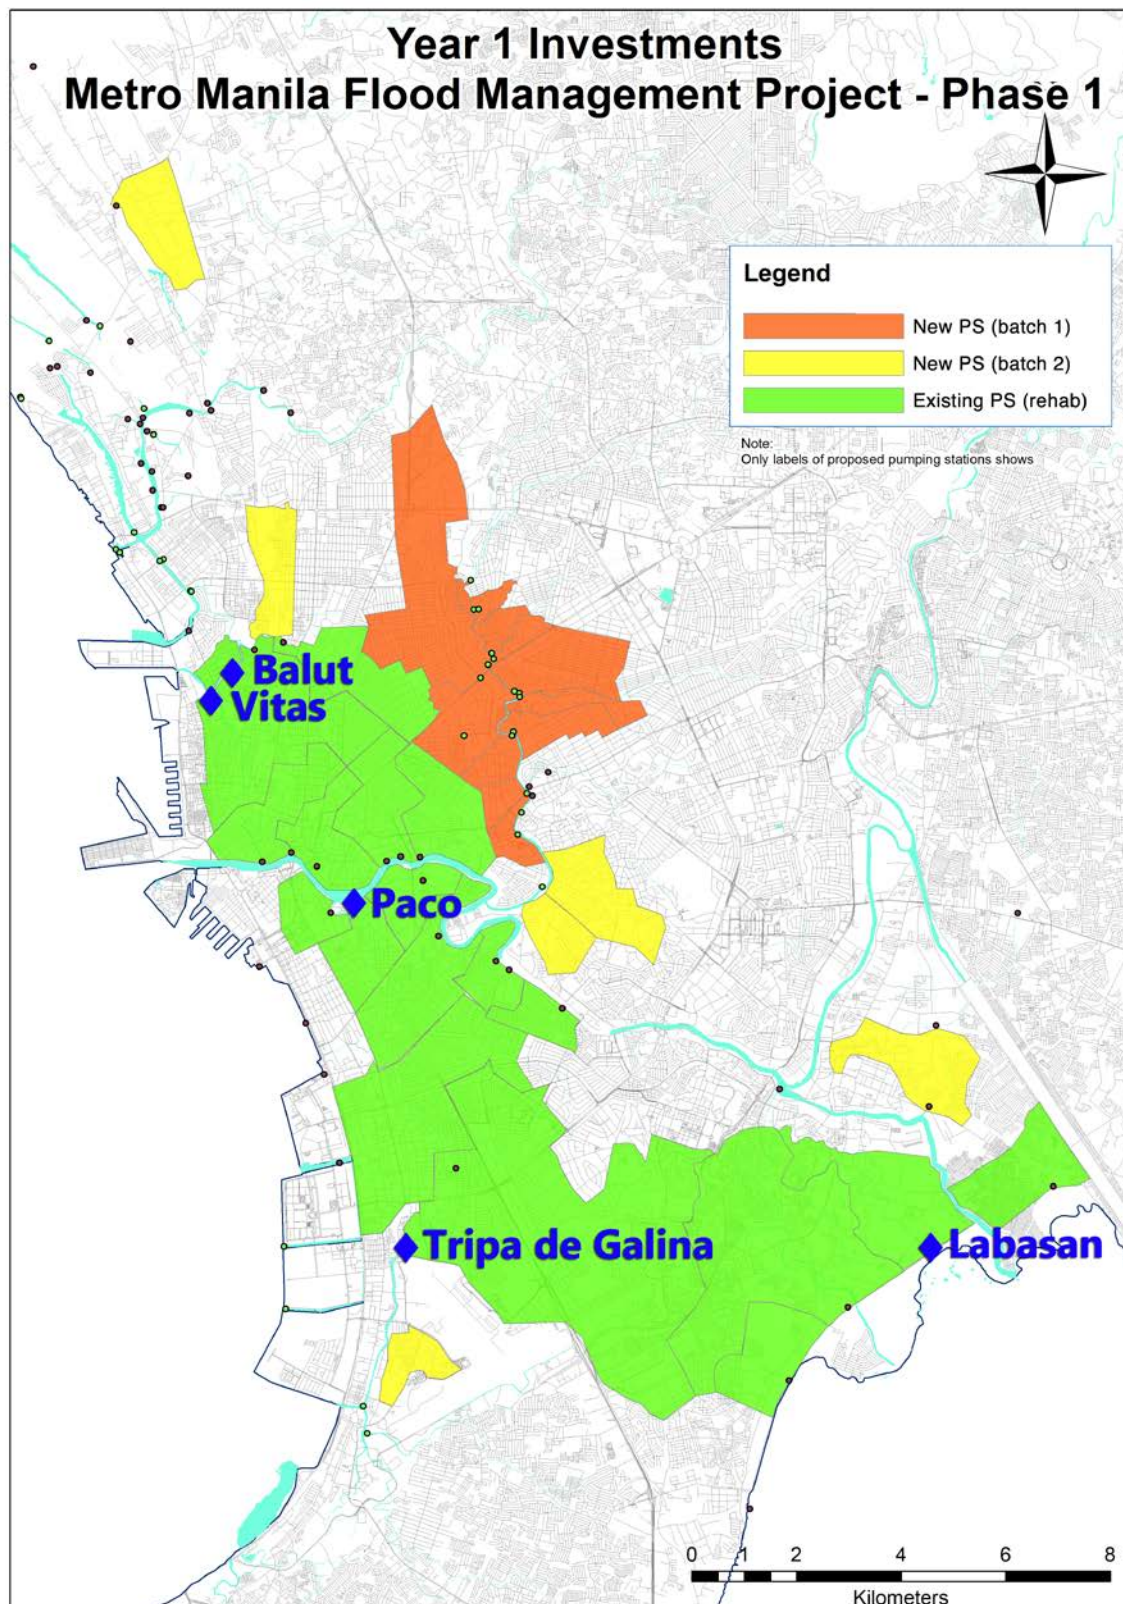 Year 1 Investments
Metro Manila Flood Management Project - Phase 1
Legend
New PS (batch 1)
New PS (batch 2)
Existing PS (rehab)
Note:
Only labels of proposed pumping stations shows
Balut
Vitas
Paco
Tripa de Galina
Labasan
0 1 2 4 6 8
Kilometers